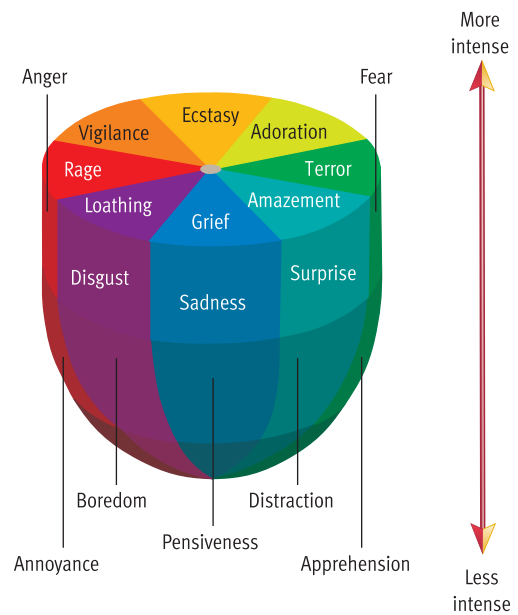 More
intense
Anger
Fear
Ecstasy
Vigilance
Adoration
Rage
Terror
Loathing
Amazement
Grief
Disgust
Surprise
Sadness
Boredom
Distraction
Pensiveness
Annoyance
Apprehension
Less
intense